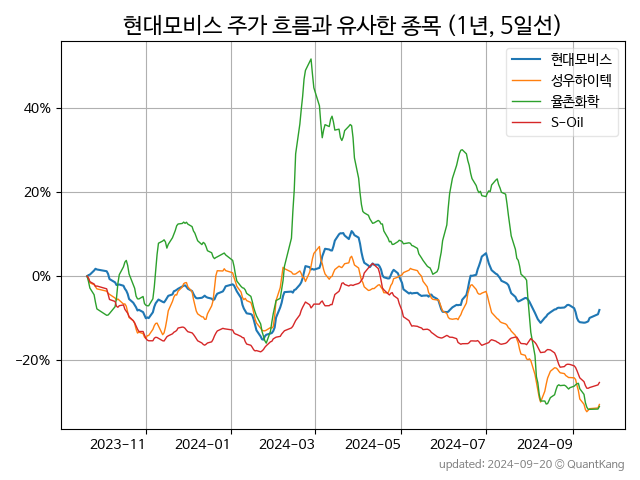 현대모비스 주가 흐름과 유사한 종목 (1년, 5일선)
현대모비스
성우하이텍
율촌화학
S-Oil
40%
20%
0%
−20%
2023-11 2024-01 2024-03 2024-05 2024-07 2024-09
updated: 2024-09-20 © QuantKang